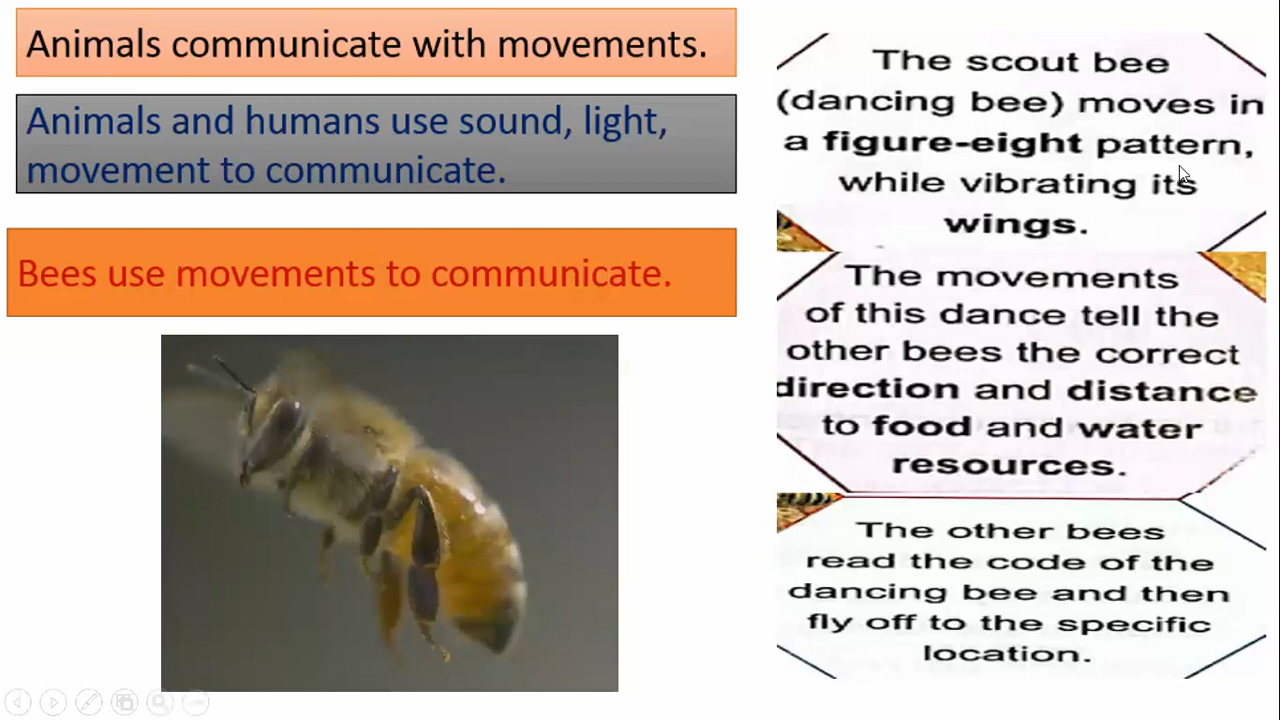 Animals communicate with movements.
Animals and humans use sound, light,
movement to communicate.
Bees use movements to communicate.
The scout bee
(dancing bee) moves in
a figure-eight pattern,
while vibrating its
wings.
The movements
of this dance tell the
other bees the correct
direction and distance
to food and water
resources.
The other bees
read the code of the
dancing bee and then
fly off to the specific
location.